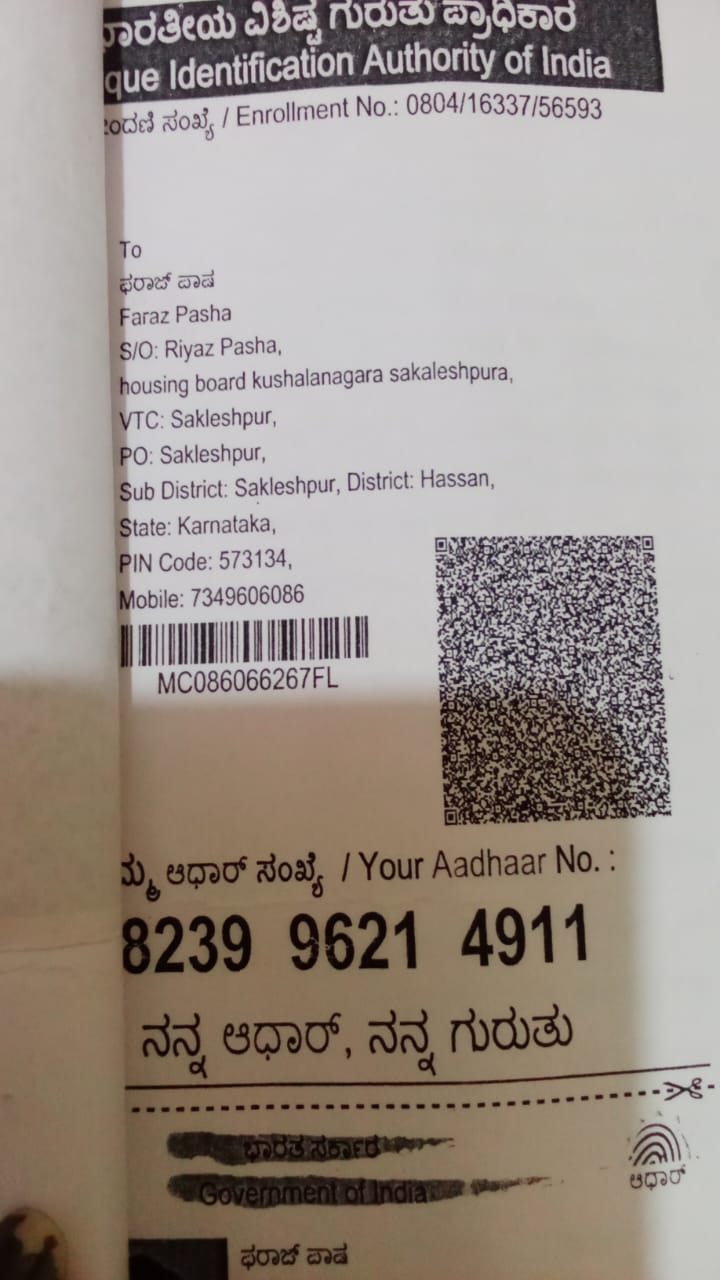 ಭಾರತೀಯ ವಿಶಿಷ್ಟ ಗುರುತು ಪ್ರಾಧಿಕಾರ
que Identification Authority of India
ಂದಣಿ ಸಂಖ್ಯೆ / Enrollment No.: 0804/16337/56593
To
ಫರಾಜ್ ಪಾಷ
Faraz Pasha
S/O: Riyaz Pasha,
housing board kushalanagara sakaleshpura,
VTC: Sakleshpur,
PO: Sakleshpur,
Sub District: Sakleshpur, District: Hassan,
State: Karnataka,
PIN Code: 573134,
Mobile: 7349606086
MC086066267FL
ಮ್ಮ ಆಧಾರ್ ಸಂಖ್ಯೆ / Your Aadhaar No. :
8239 9621 4911
ನನ್ನ ಆಧಾರ್, ನನ್ನ ಗುರುತು
ಭಾರತ ಸರ್ಕಾರ
Government of India
ಆಧಾರ್
ಫರಾಜ್ ಪಾಷ